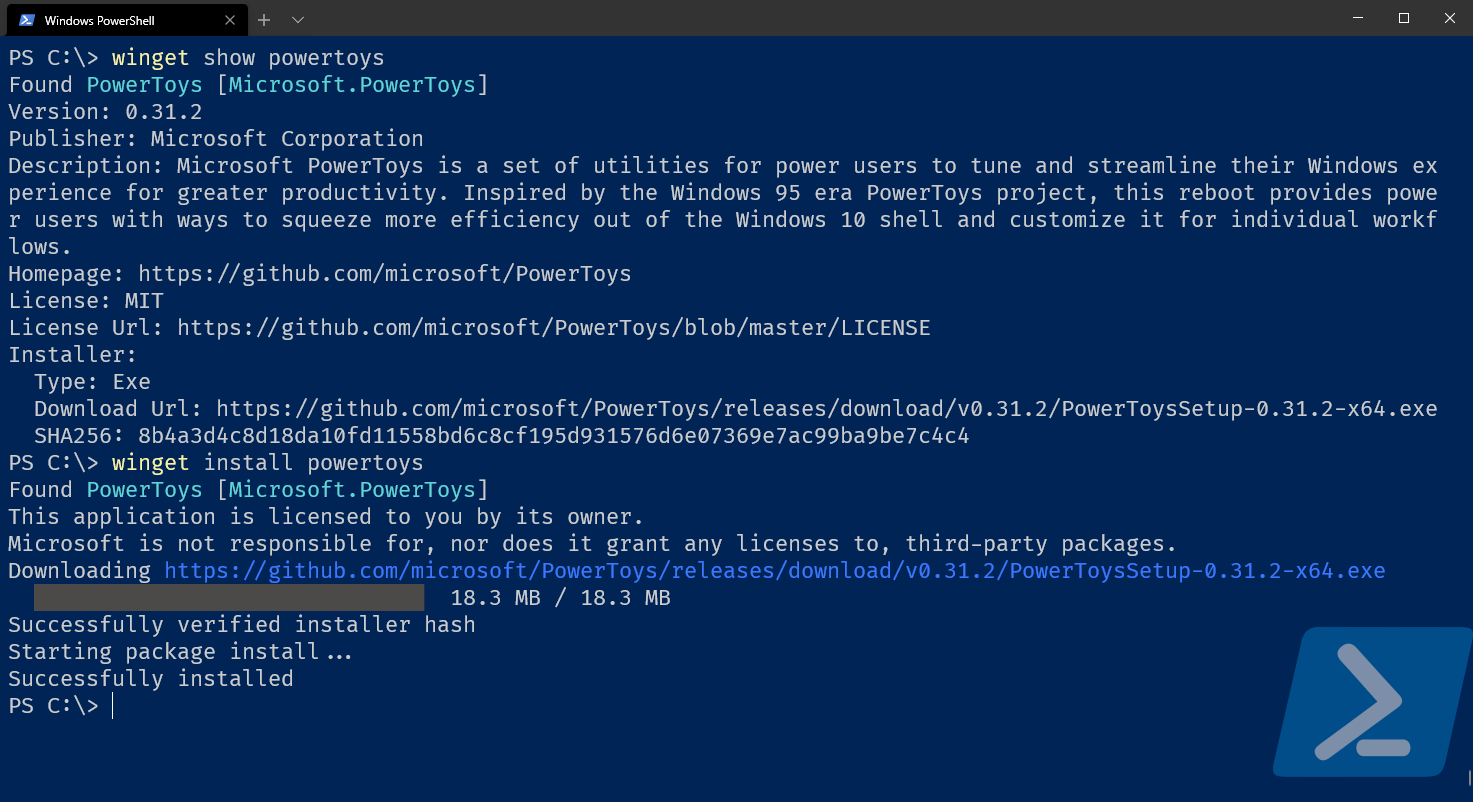 Windows PowerShell
PS C:\> winget show powertoys
Found PowerToys [Microsoft.PowerToys]
Version: 0.31.2
Publisher: Microsoft Corporation
Description: Microsoft PowerToys is a set of utilities for power users to tune and streamline their Windows ex
perience for greater productivity. Inspired by the Windows 95 era PowerToys project, this reboot provides powe
r users with ways to squeeze more efficiency out of the Windows 10 shell and customize it for individual workf
lows.
Homepage: https://github.com/microsoft/PowerToys
License: MIT
License Url: https://github.com/microsoft/PowerToys/blob/master/LICENSE
Installer:
  Type: Exe
  Download Url: https://github.com/microsoft/PowerToys/releases/download/v0.31.2/PowerToysSetup-0.31.2-x64.exe
  SHA256: 8b4a3d4c8d18da10fd11558bd6c8cf195d931576d6e07369e7ac99ba9be7c4c4
PS C:\> winget install powertoys
Found PowerToys [Microsoft.PowerToys]
This application is licensed to you by its owner.
Microsoft is not responsible for, nor does it grant any licenses to, third-party packages.
Downloading https://github.com/microsoft/PowerToys/releases/download/v0.31.2/PowerToysSetup-0.31.2-x64.exe
18.3 MB / 18.3 MB
Successfully verified installer hash
Starting package install...
Successfully installed
PS C:\>